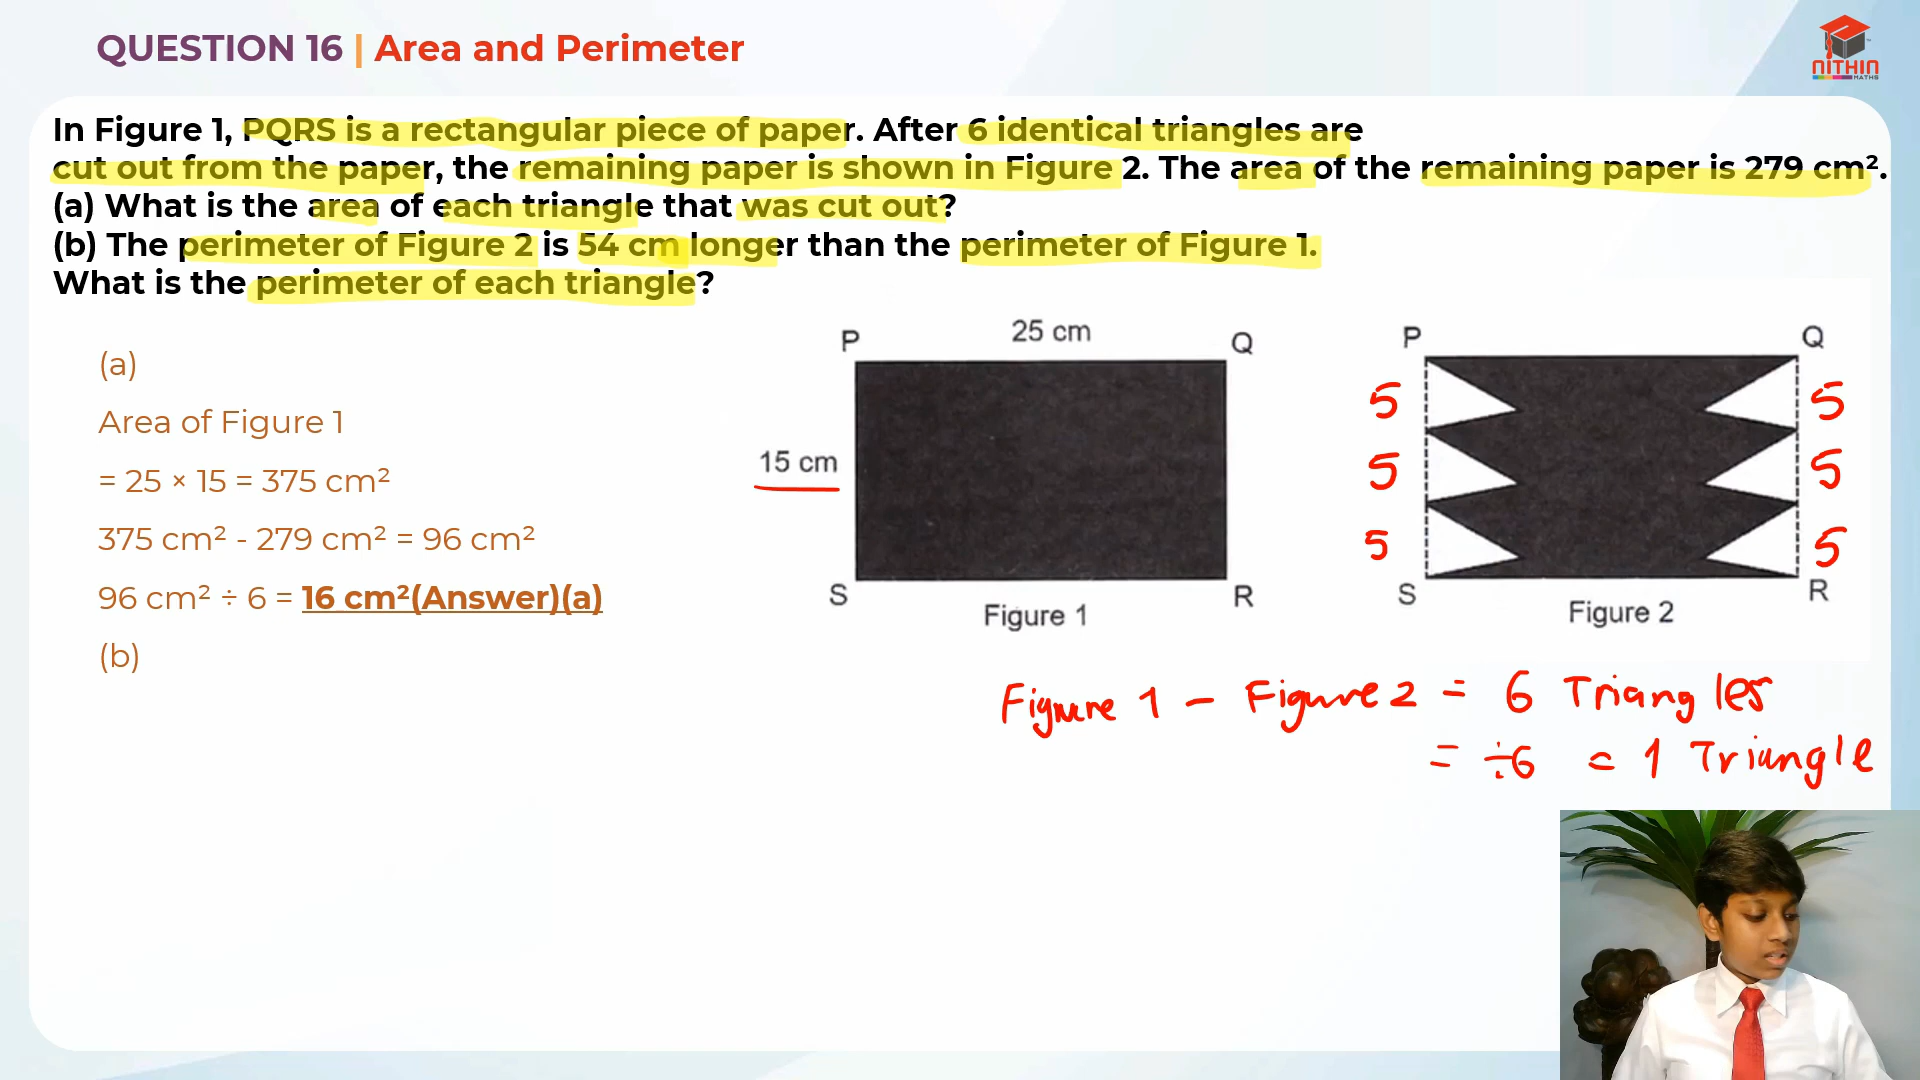 QUESTION 16 | Area and Perimeter
NITHIN
MATHS
In Figure 1, PQRS is a rectangular piece of paper. After 6 identical triangles are
cut out from the paper, the remaining paper is shown in Figure 2. The area of the remaining paper is 279 cm².
(a) What is the area of each triangle that was cut out?
(b) The perimeter of Figure 2 is 54 cm longer than the perimeter of Figure 1.
What is the perimeter of each triangle?
(a)
Area of Figure 1
= 25 × 15 = 375 cm²
375 cm² - 279 cm² = 96 cm²
96 cm² ÷ 6 = 16 cm²(Answer)(a)
(b)
P 25 cm Q
15 cm
S R
Figure 1
P Q
5 5
5 5
5 5
S R
Figure 2
Figure 1 - Figure 2 = 6 Triangles
= ÷6 = 1 Triangle